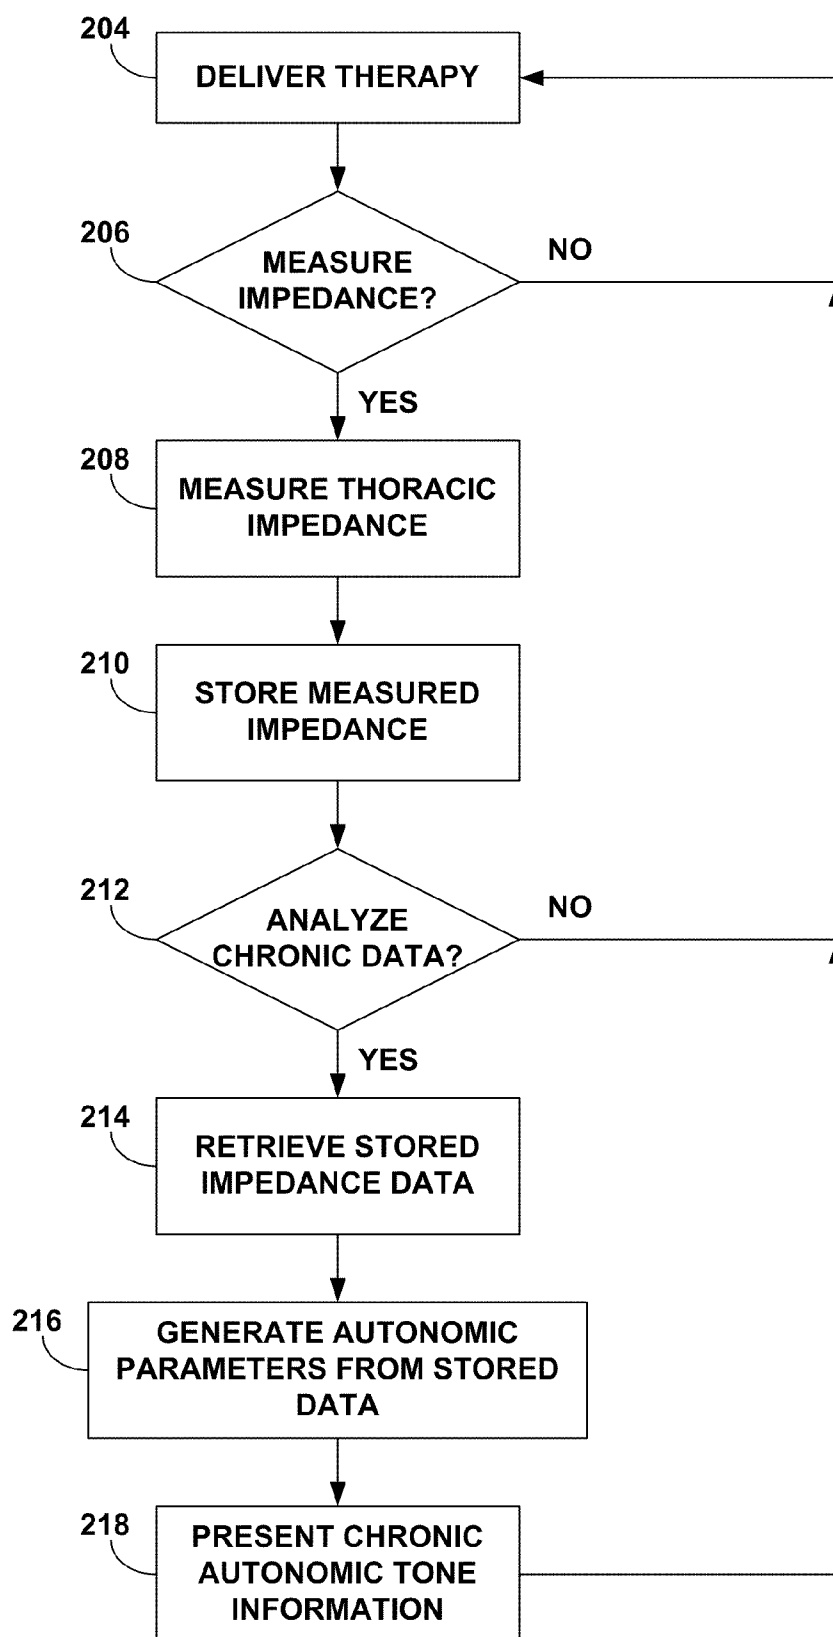 204
DELIVER THERAPY
206
MEASURE
IMPEDANCE?
NO
YES
208
MEASURE THORACIC
IMPEDANCE
210
STORE MEASURED
IMPEDANCE
212
ANALYZE
CHRONIC DATA?
NO
YES
214
RETRIEVE STORED
IMPEDANCE DATA
216
GENERATE AUTONOMIC
PARAMETERS FROM STORED
DATA
218
PRESENT CHRONIC
AUTONOMIC TONE
INFORMATION